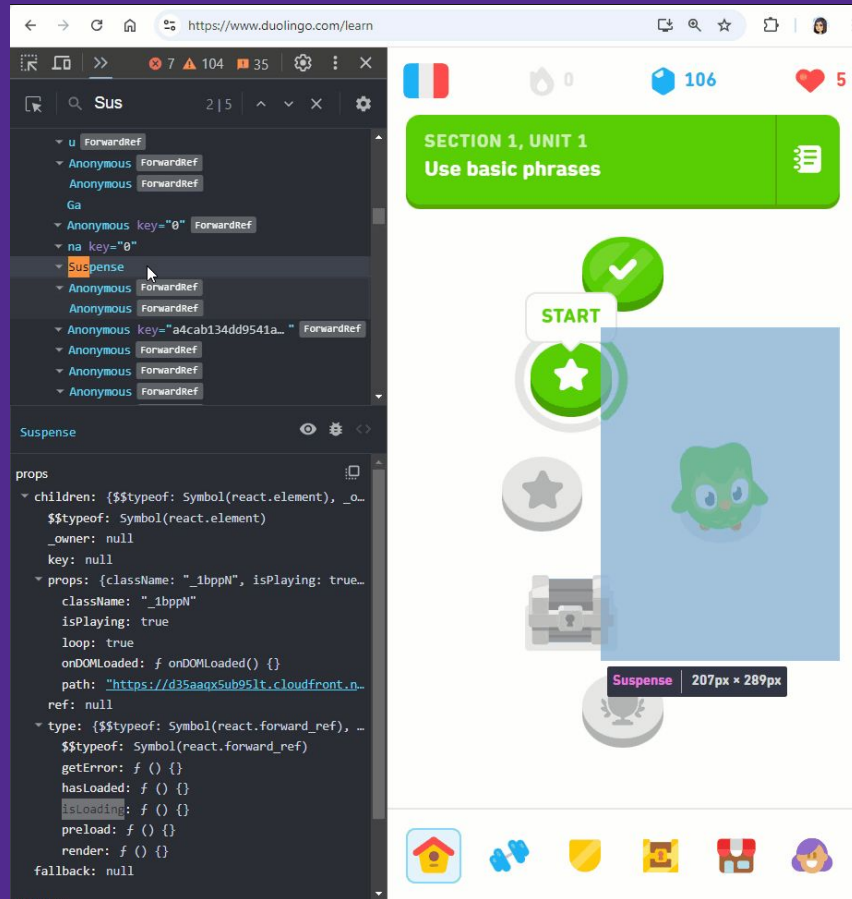 https://www.duolingo.com/learn
7 104 35
Sus 2|5
u ForwardRef
Anonymous ForwardRef
Anonymous ForwardRef
Ga
Anonymous key="0" ForwardRef
na key="0"
Suspense
Anonymous ForwardRef
Anonymous ForwardRef
Anonymous key="a4cab134dd9541a… " ForwardRef
Anonymous ForwardRef
Anonymous ForwardRef
Anonymous ForwardRef
Suspense
props
children: {$$typeof: Symbol(react.element), _o…
$$typeof: Symbol(react.element)
_owner: null
key: null
props: {className: "_1bppN", isPlaying: true…
className: "_1bppN"
isPlaying: true
loop: true
onDOMLoaded: ƒ onDOMLoaded() {}
path: "https://d35aaqx5ub95lt.cloudfront.n…
ref: null
type: {$$typeof: Symbol(react.forward_ref), …
$$typeof: Symbol(react.forward_ref)
getError: ƒ () {}
hasLoaded: ƒ () {}
isLoading: ƒ () {}
preload: ƒ () {}
render: ƒ () {}
fallback: null
0 106 5
SECTION 1, UNIT 1
Use basic phrases
START
Suspense 207px × 289px